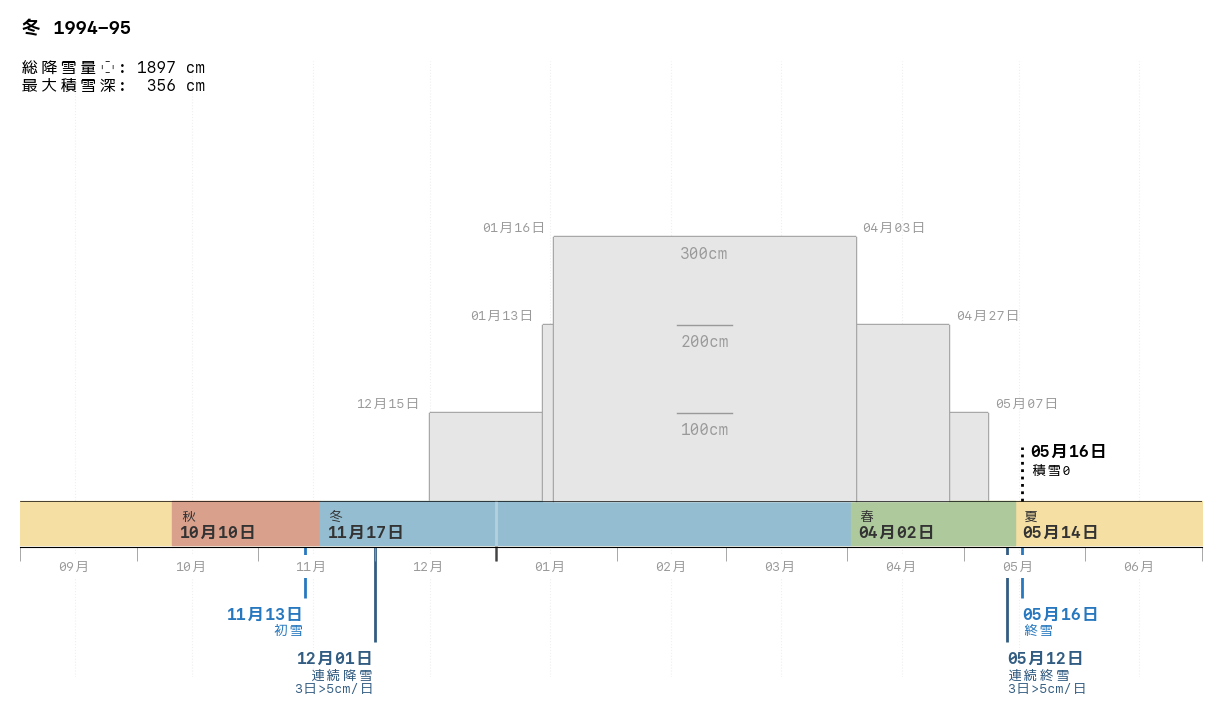 冬 1994–95
総降雪量: 1897 cm
最大積雪深: 356 cm
01月16日
04月03日
300cm
01月13日
04月27日
200cm
12月15日
05月07日
100cm
05月16日
積雪0
秋
10月10日
冬
11月17日
春
04月02日
夏
05月14日
09月
10月
11月
12月
01月
02月
03月
04月
05月
06月
11月13日
初雪
05月16日
終雪
12月01日
連続降雪
3日>5cm/日
05月12日
連続終雪
3日>5cm/日